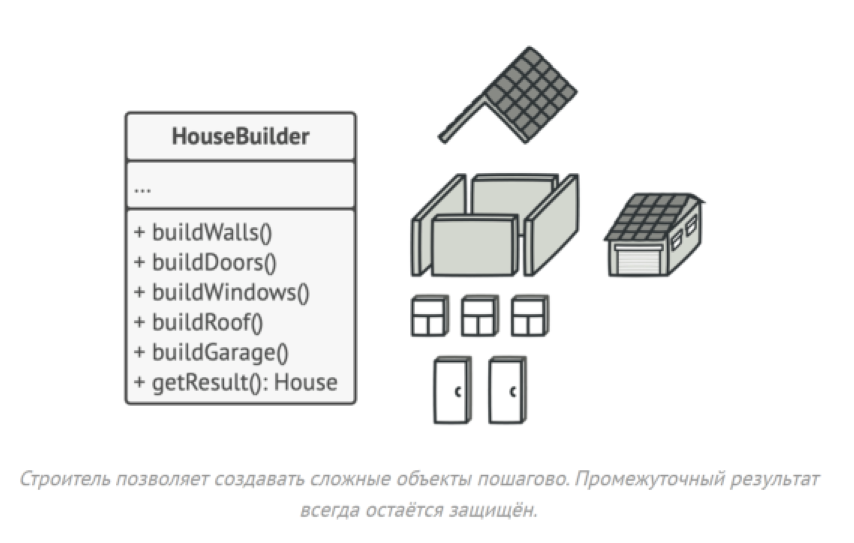 HouseBuilder
...
+ buildWalls()
+ buildDoors()
+ buildWindows()
+ buildRoof()
+ buildGarage()
+ getResult(): House
Строитель позволяет создавать сложные объекты пошагово. Промежуточный результат
всегда остаётся защищён.